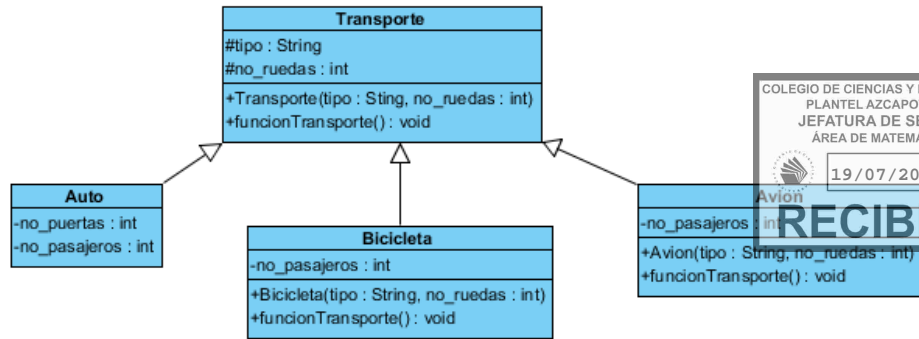 Transporte
#tipo : String
#no_ruedas : int
+Transporte(tipo : Sting, no_ruedas : int)
+funcionTransporte() : void
COLEGIO DE CIENCIAS Y
PLANTEL AZCAPO
JEFATURA DE SE
ÁREA DE MATEMA
19/07/20
RECIB
Auto
-no_puertas : int
-no_pasajeros : int
Bicicleta
-no_pasajeros : int
+Bicicleta(tipo : String, no_ruedas : int)
+funcionTransporte() : void
Avion
-no_pasajeros : int
+Avion(tipo : String, no_ruedas : int)
+funcionTransporte() : void